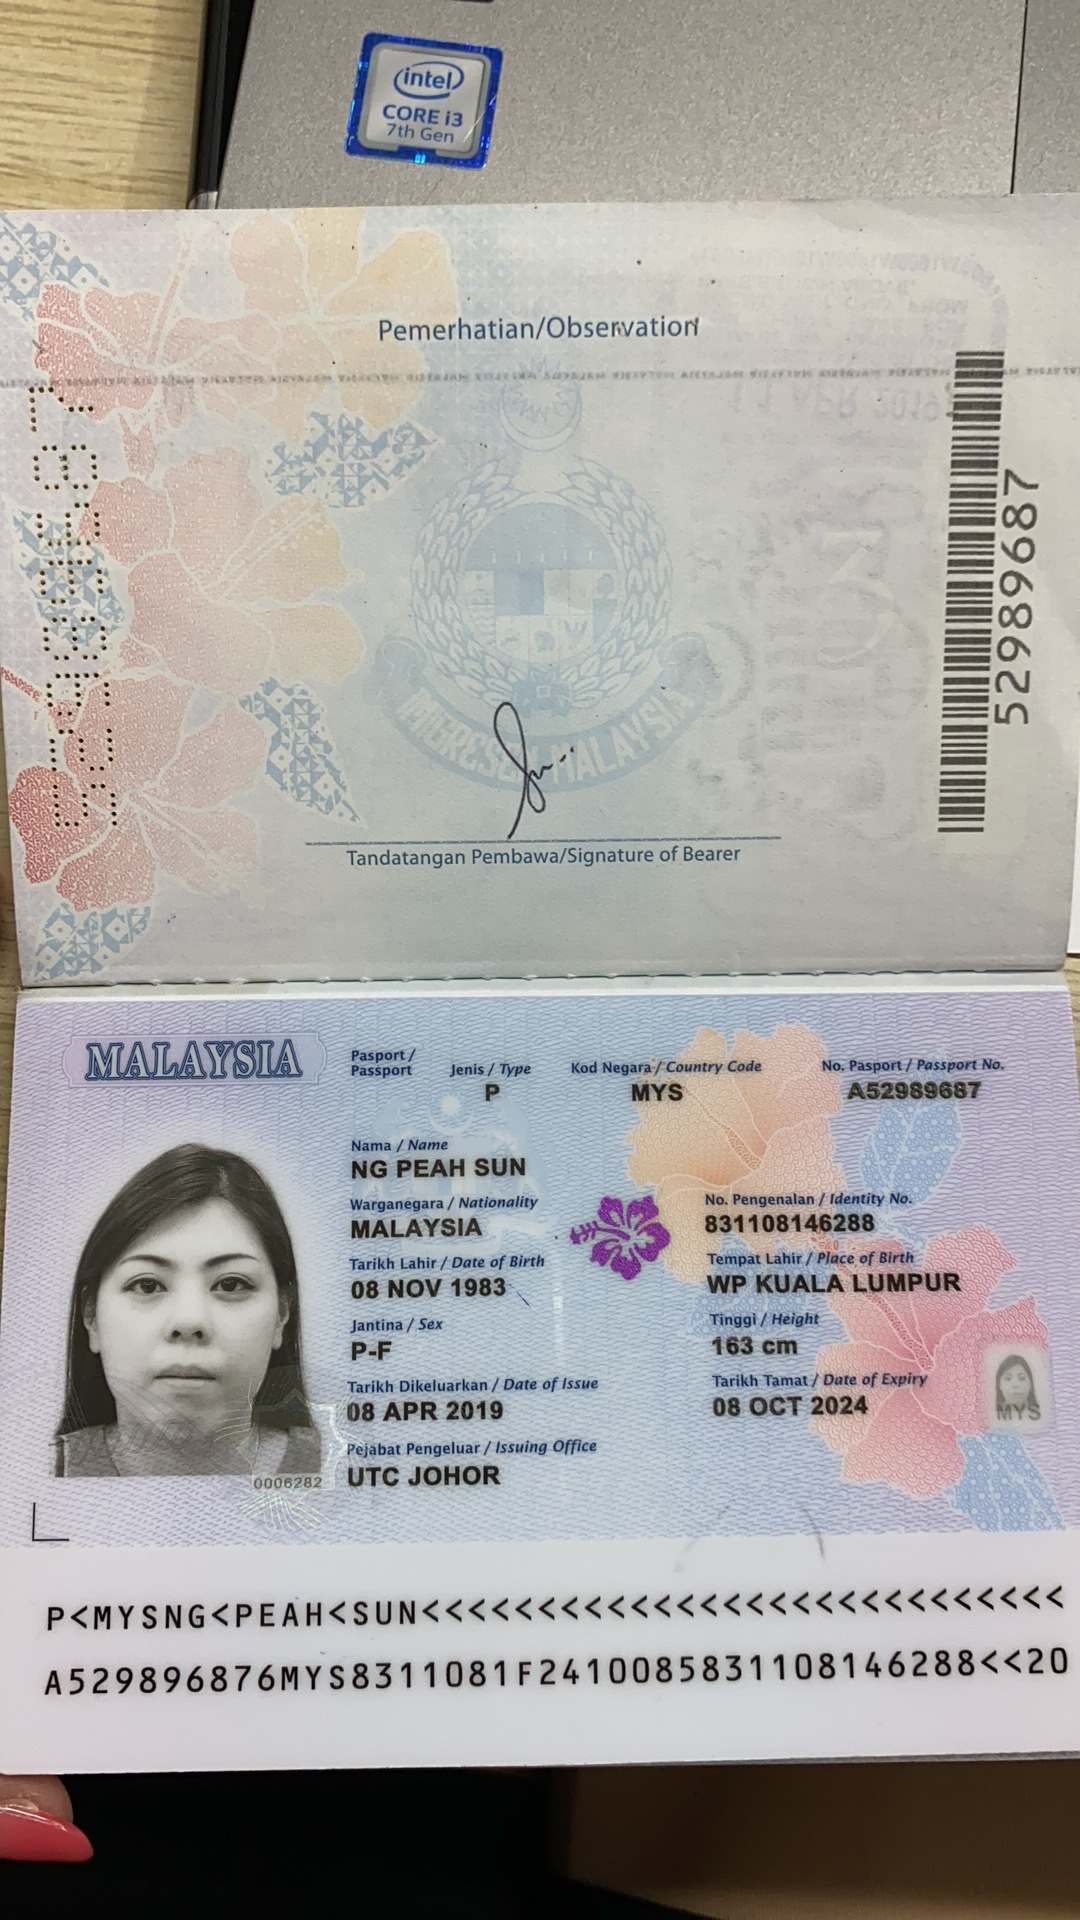 intel
CORE i3
7th Gen
Pemerhatian/Observation
52989687
Tandatangan Pembawa/Signature of Bearer
MALAYSIA
Pasport / Passport
Jenis / Type
Kod Negara / Country Code
No. Pasport / Passport No.
P
MYS
A52989687
Nama / Name
NG PEAH SUN
Warganegara / Nationality
No. Pengenalan / Identity No.
MALAYSIA
831108146288
Tarikh Lahir / Date of Birth
Tempat Lahir / Place of Birth
08 NOV 1983
WP KUALA LUMPUR
Jantina / Sex
Tinggi / Height
P-F
163 cm
Tarikh Dikeluarkan / Date of Issue
Tarikh Tamat / Date of Expiry
08 APR 2019
08 OCT 2024
MYS
Pejabat Pengeluar / Issuing Office
0006282
UTC JOHOR
P<MYSNG<PEAH<SUN<<<<<<<<<<<<<<<<<<<<<<<<<<<<
A529896876MYS8311081F2410085831108146288<<20